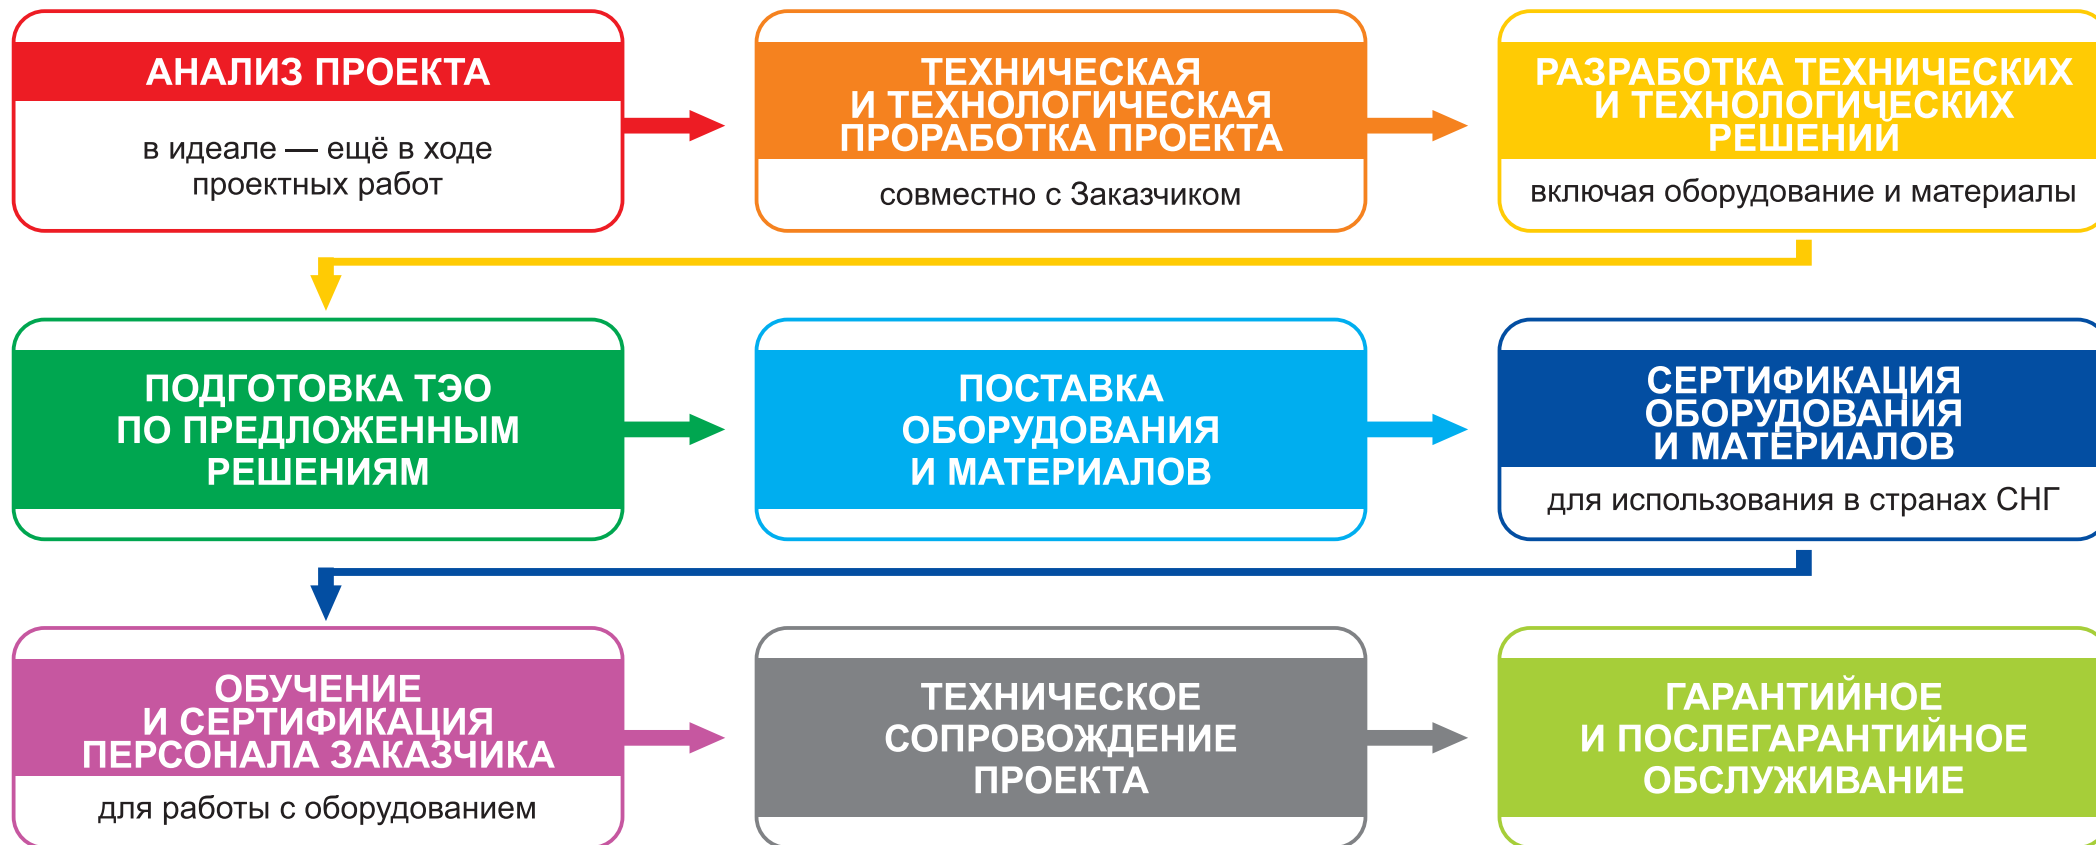 АНАЛИЗ ПРОЕКТА
в идеале — ещё в ходе
проектных работ
ТЕХНИЧЕСКАЯ
И ТЕХНОЛОГИЧЕСКАЯ
ПРОРАБОТКА ПРОЕКТА
совместно с Заказчиком
РАЗРАБОТКА ТЕХНИЧЕСКИХ
И ТЕХНОЛОГИЧЕСКИХ
РЕШЕНИЙ
включая оборудование и материалы
ПОДГОТОВКА ТЭО
ПО ПРЕДЛОЖЕННЫМ
РЕШЕНИЯМ
ПОСТАВКА
ОБОРУДОВАНИЯ
И МАТЕРИАЛОВ
СЕРТИФИКАЦИЯ
ОБОРУДОВАНИЯ
И МАТЕРИАЛОВ
для использования в странах СНГ
ОБУЧЕНИЕ
И СЕРТИФИКАЦИЯ
ПЕРСОНАЛА ЗАКАЗЧИКА
для работы с оборудованием
ТЕХНИЧЕСКОЕ
СОПРОВОЖДЕНИЕ
ПРОЕКТА
ГАРАНТИЙНОЕ
И ПОСЛЕГАРАНТИЙНОЕ
ОБСЛУЖИВАНИЕ